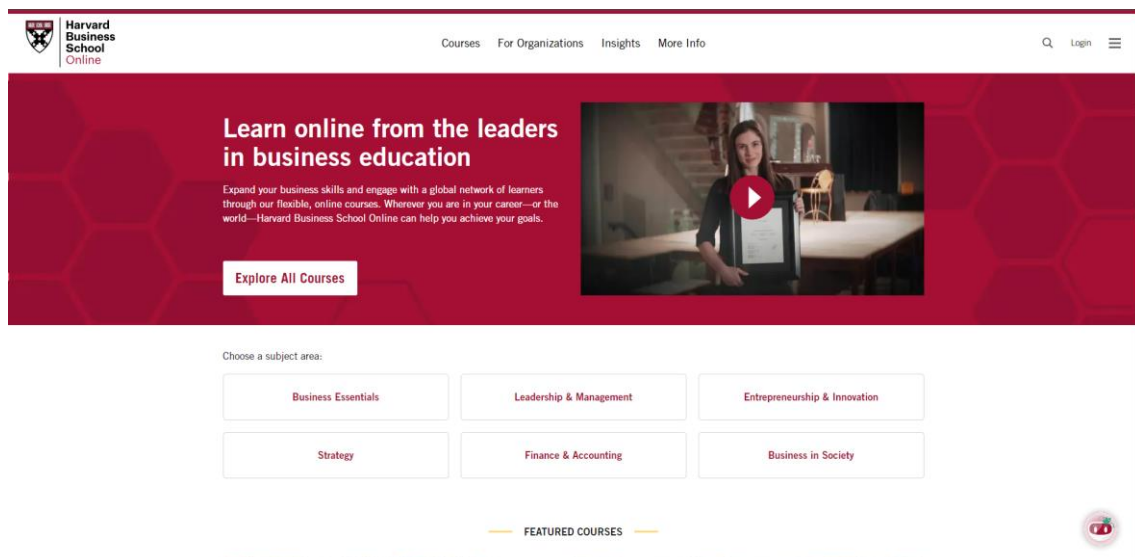 Harvard
Business
School
Online
Courses For Organizations Insights More Info
Login
Learn online from the leaders
in business education
Expand your business skills and engage with a global network of learners
through our flexible, online courses. Wherever you are in your career—or the
world—Harvard Business School Online can help you achieve your goals.
Explore All Courses
Choose a subject area:
Business Essentials
Leadership & Management
Entrepreneurship & Innovation
Strategy
Finance & Accounting
Business in Society
FEATURED COURSES